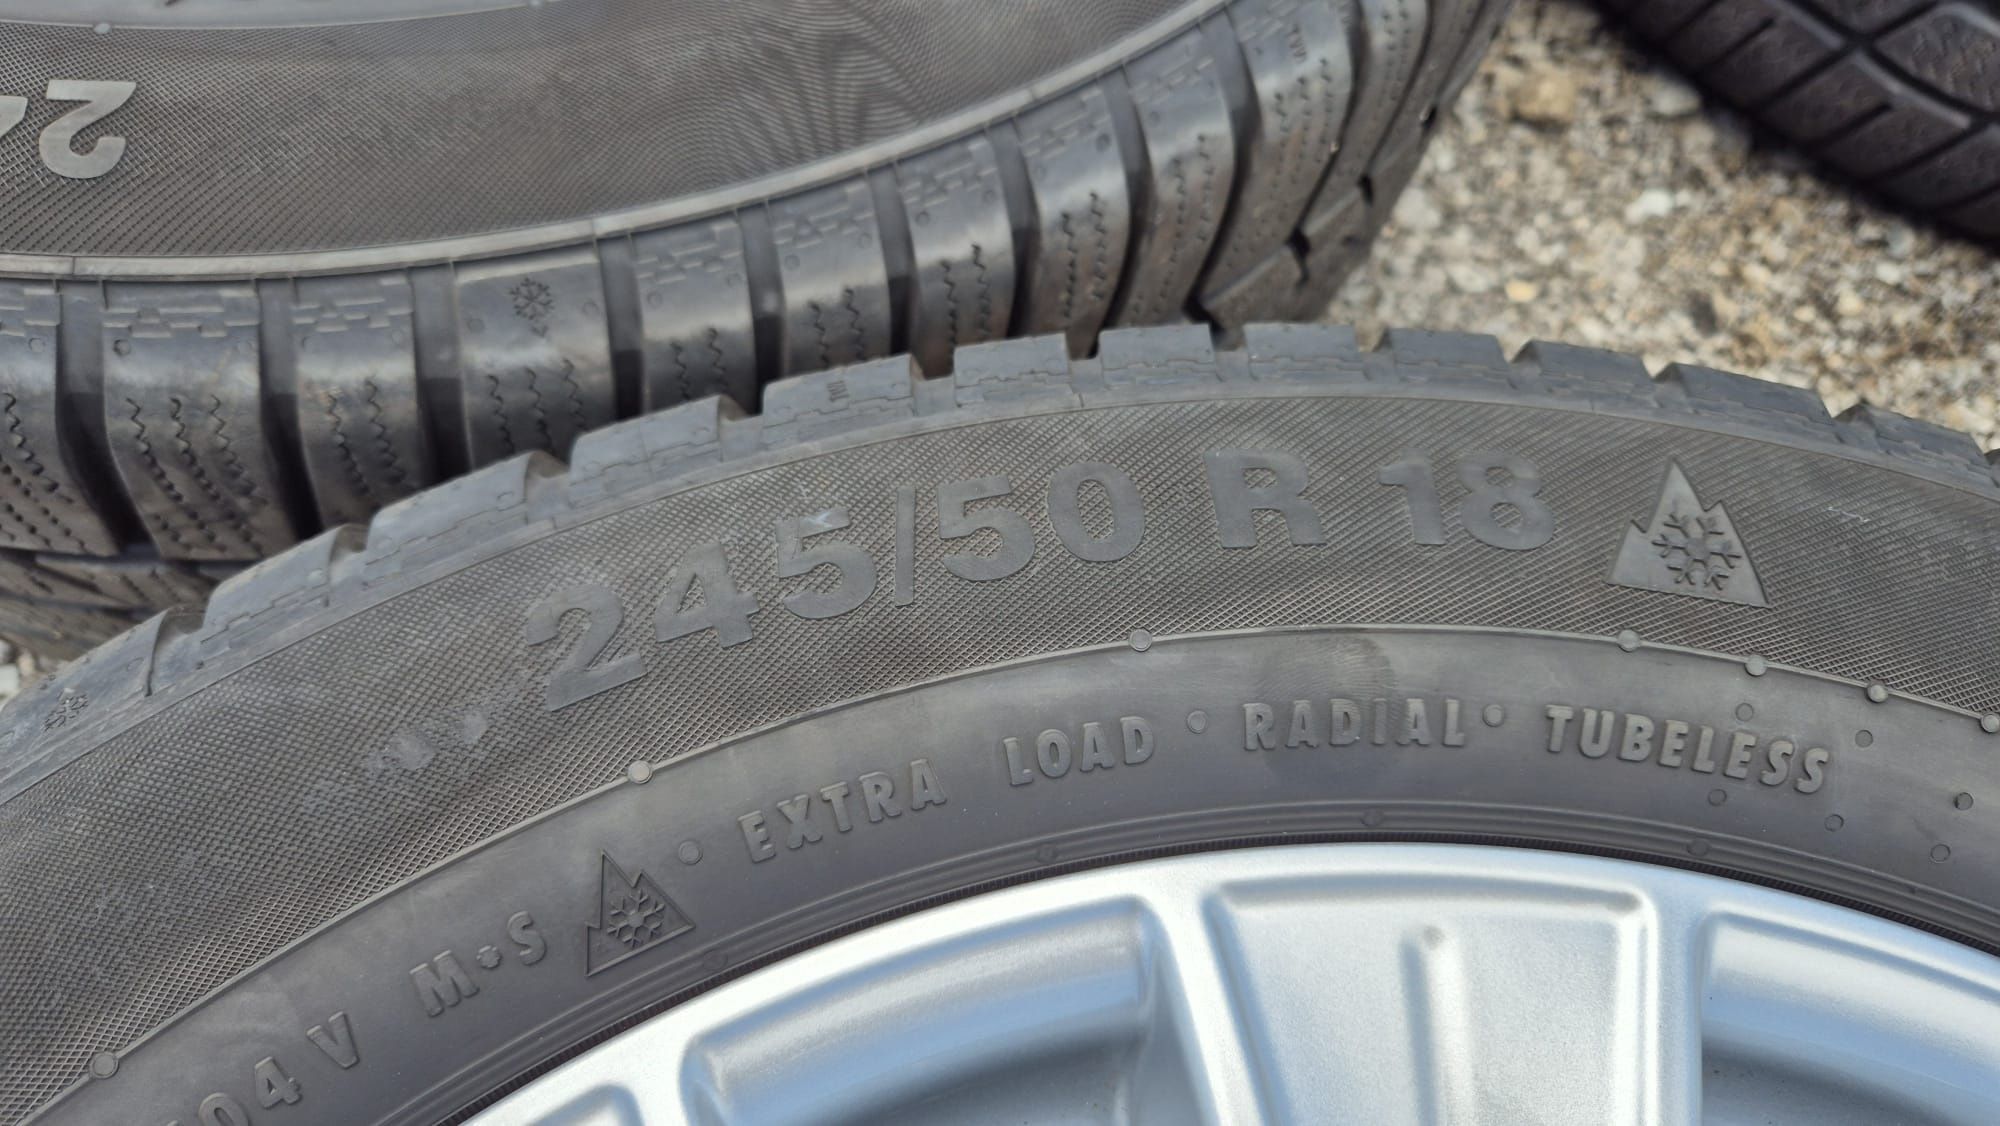 245/50 R 18
104 V M+S • EXTRA LOAD • RADIAL • TUBELESS